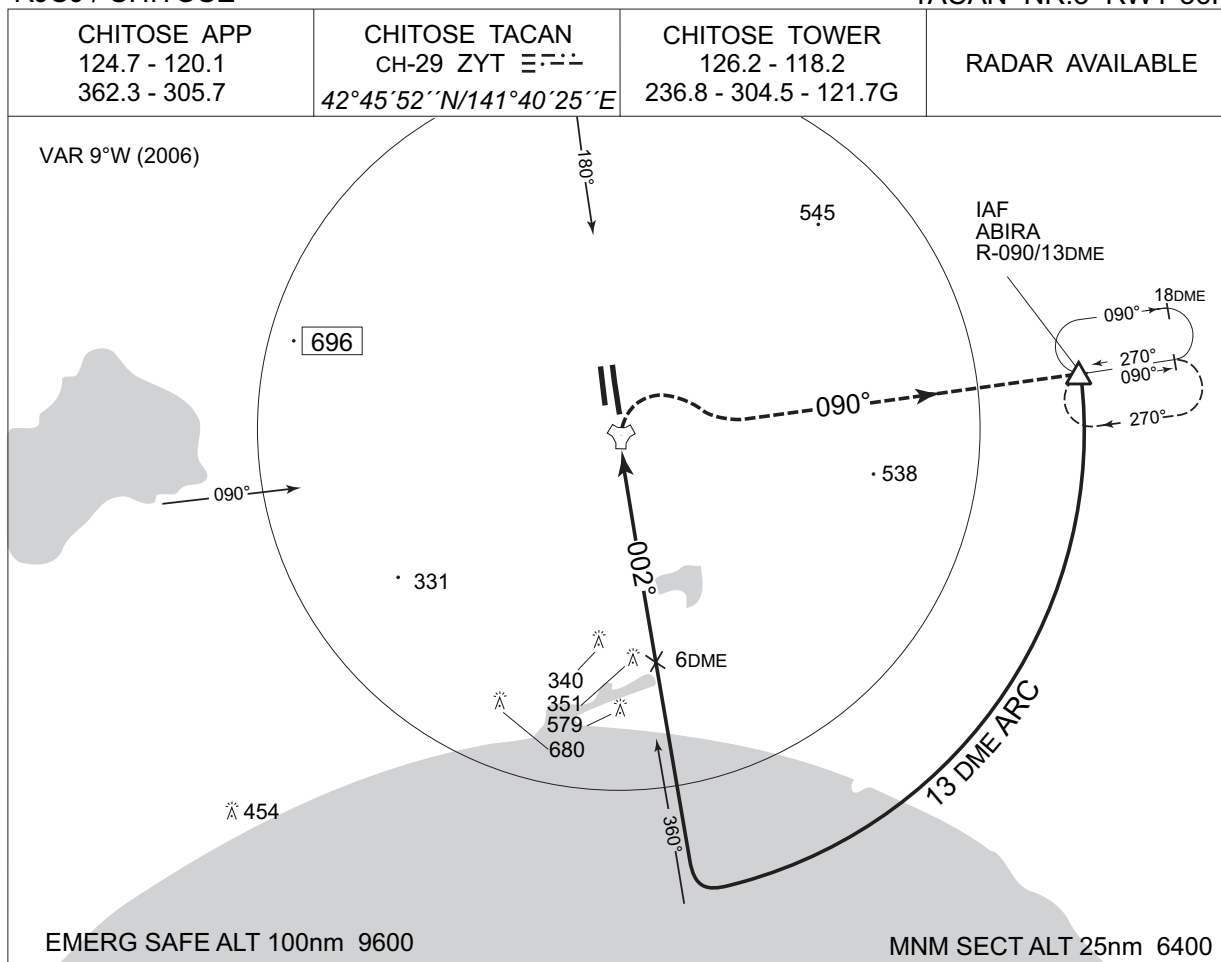 CHITOSE APP
124.7 - 120.1
362.3 - 305.7
CHITOSE TACAN
CH-29 ZYT
42°45´52´´N/141°40´25´´E
CHITOSE TOWER
126.2 - 118.2
236.8 - 304.5 - 121.7G
RADAR AVAILABLE
VAR 9°W (2006)
180°
545
IAF
ABIRA
R-090/13DME
18DME
090°
270°
090°
270°
696
090°
538
090°
002°
331
6DME
340
351
579
680
13 DME ARC
454
360°
EMERG SAFE ALT 100nm 9600
MNM SECT ALT 25nm 6400